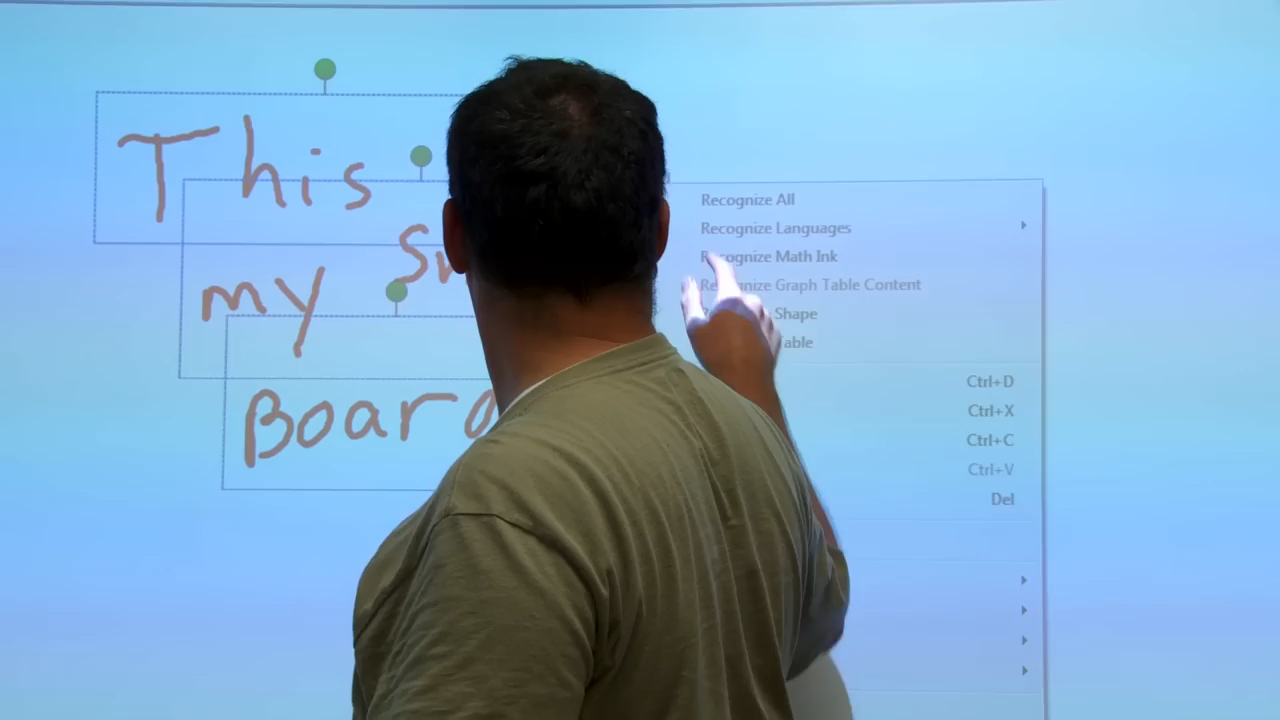 This
my
Board
Recognize All
Recognize Languages
Recognize Math Ink
Recognize Graph Table Content
Shape
Ctrl+D
Ctrl+X
Ctrl+C
Ctrl+V
Del